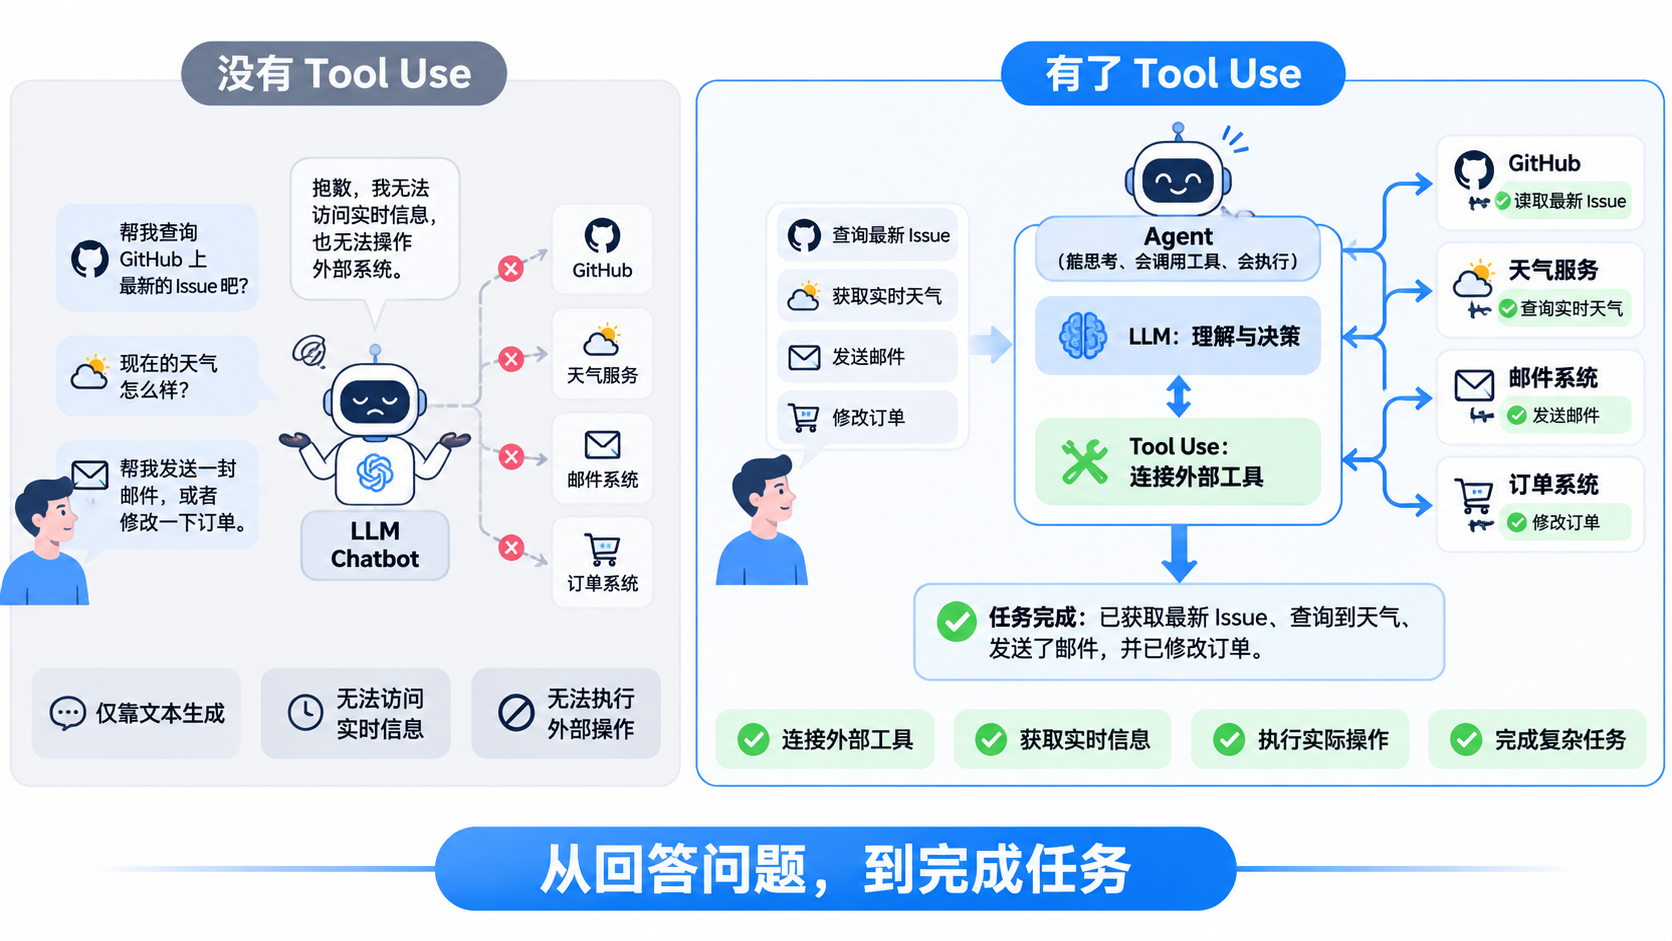 没有 Tool Use
帮我查询
GitHub 上
最新的 Issue 吧?
现在的天气
怎么样?
帮我发送一封
邮件，或者
修改一下订单。
抱歉，我无法
访问实时信息，
也无法操作
外部系统。
LLM
Chatbot
GitHub
天气服务
邮件系统
订单系统
仅靠文本生成
无法访问
实时信息
无法执行
外部操作
有了 Tool Use
查询最新 Issue
获取实时天气
发送邮件
修改订单
Agent
（能思考、会调用工具、会执行）
LLM：理解与决策
Tool Use：
连接外部工具
GitHub
读取最新 Issue
天气服务
查询实时天气
邮件系统
发送邮件
订单系统
修改订单
任务完成：已获取最新 Issue、查询到天气、
发送了邮件，并已修改订单。
连接外部工具
获取实时信息
执行实际操作
完成复杂任务
从回答问题，到完成任务